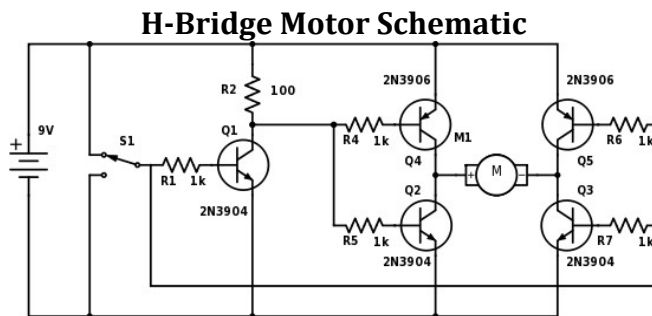 H-Bridge Motor Schematic
2N3906
2N3906
R2
100
9V
+
S1
Q1
R4
1k
M1
R6
1k
Q4
Q5
+
M
-
R1
1k
Q2
Q3
2N3904
R5
1k
R7
1k
2N3904
2N3904